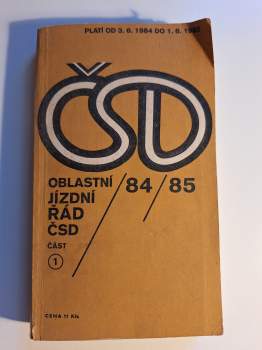 PLATÍ OD 3. 6. 1984 DO 1. 6. 1985
ČSD
OBLASTNÍ
JÍZDNÍ
ŘÁD
ČSD
84/85
ČÁST
1
CENA 11 Kčs